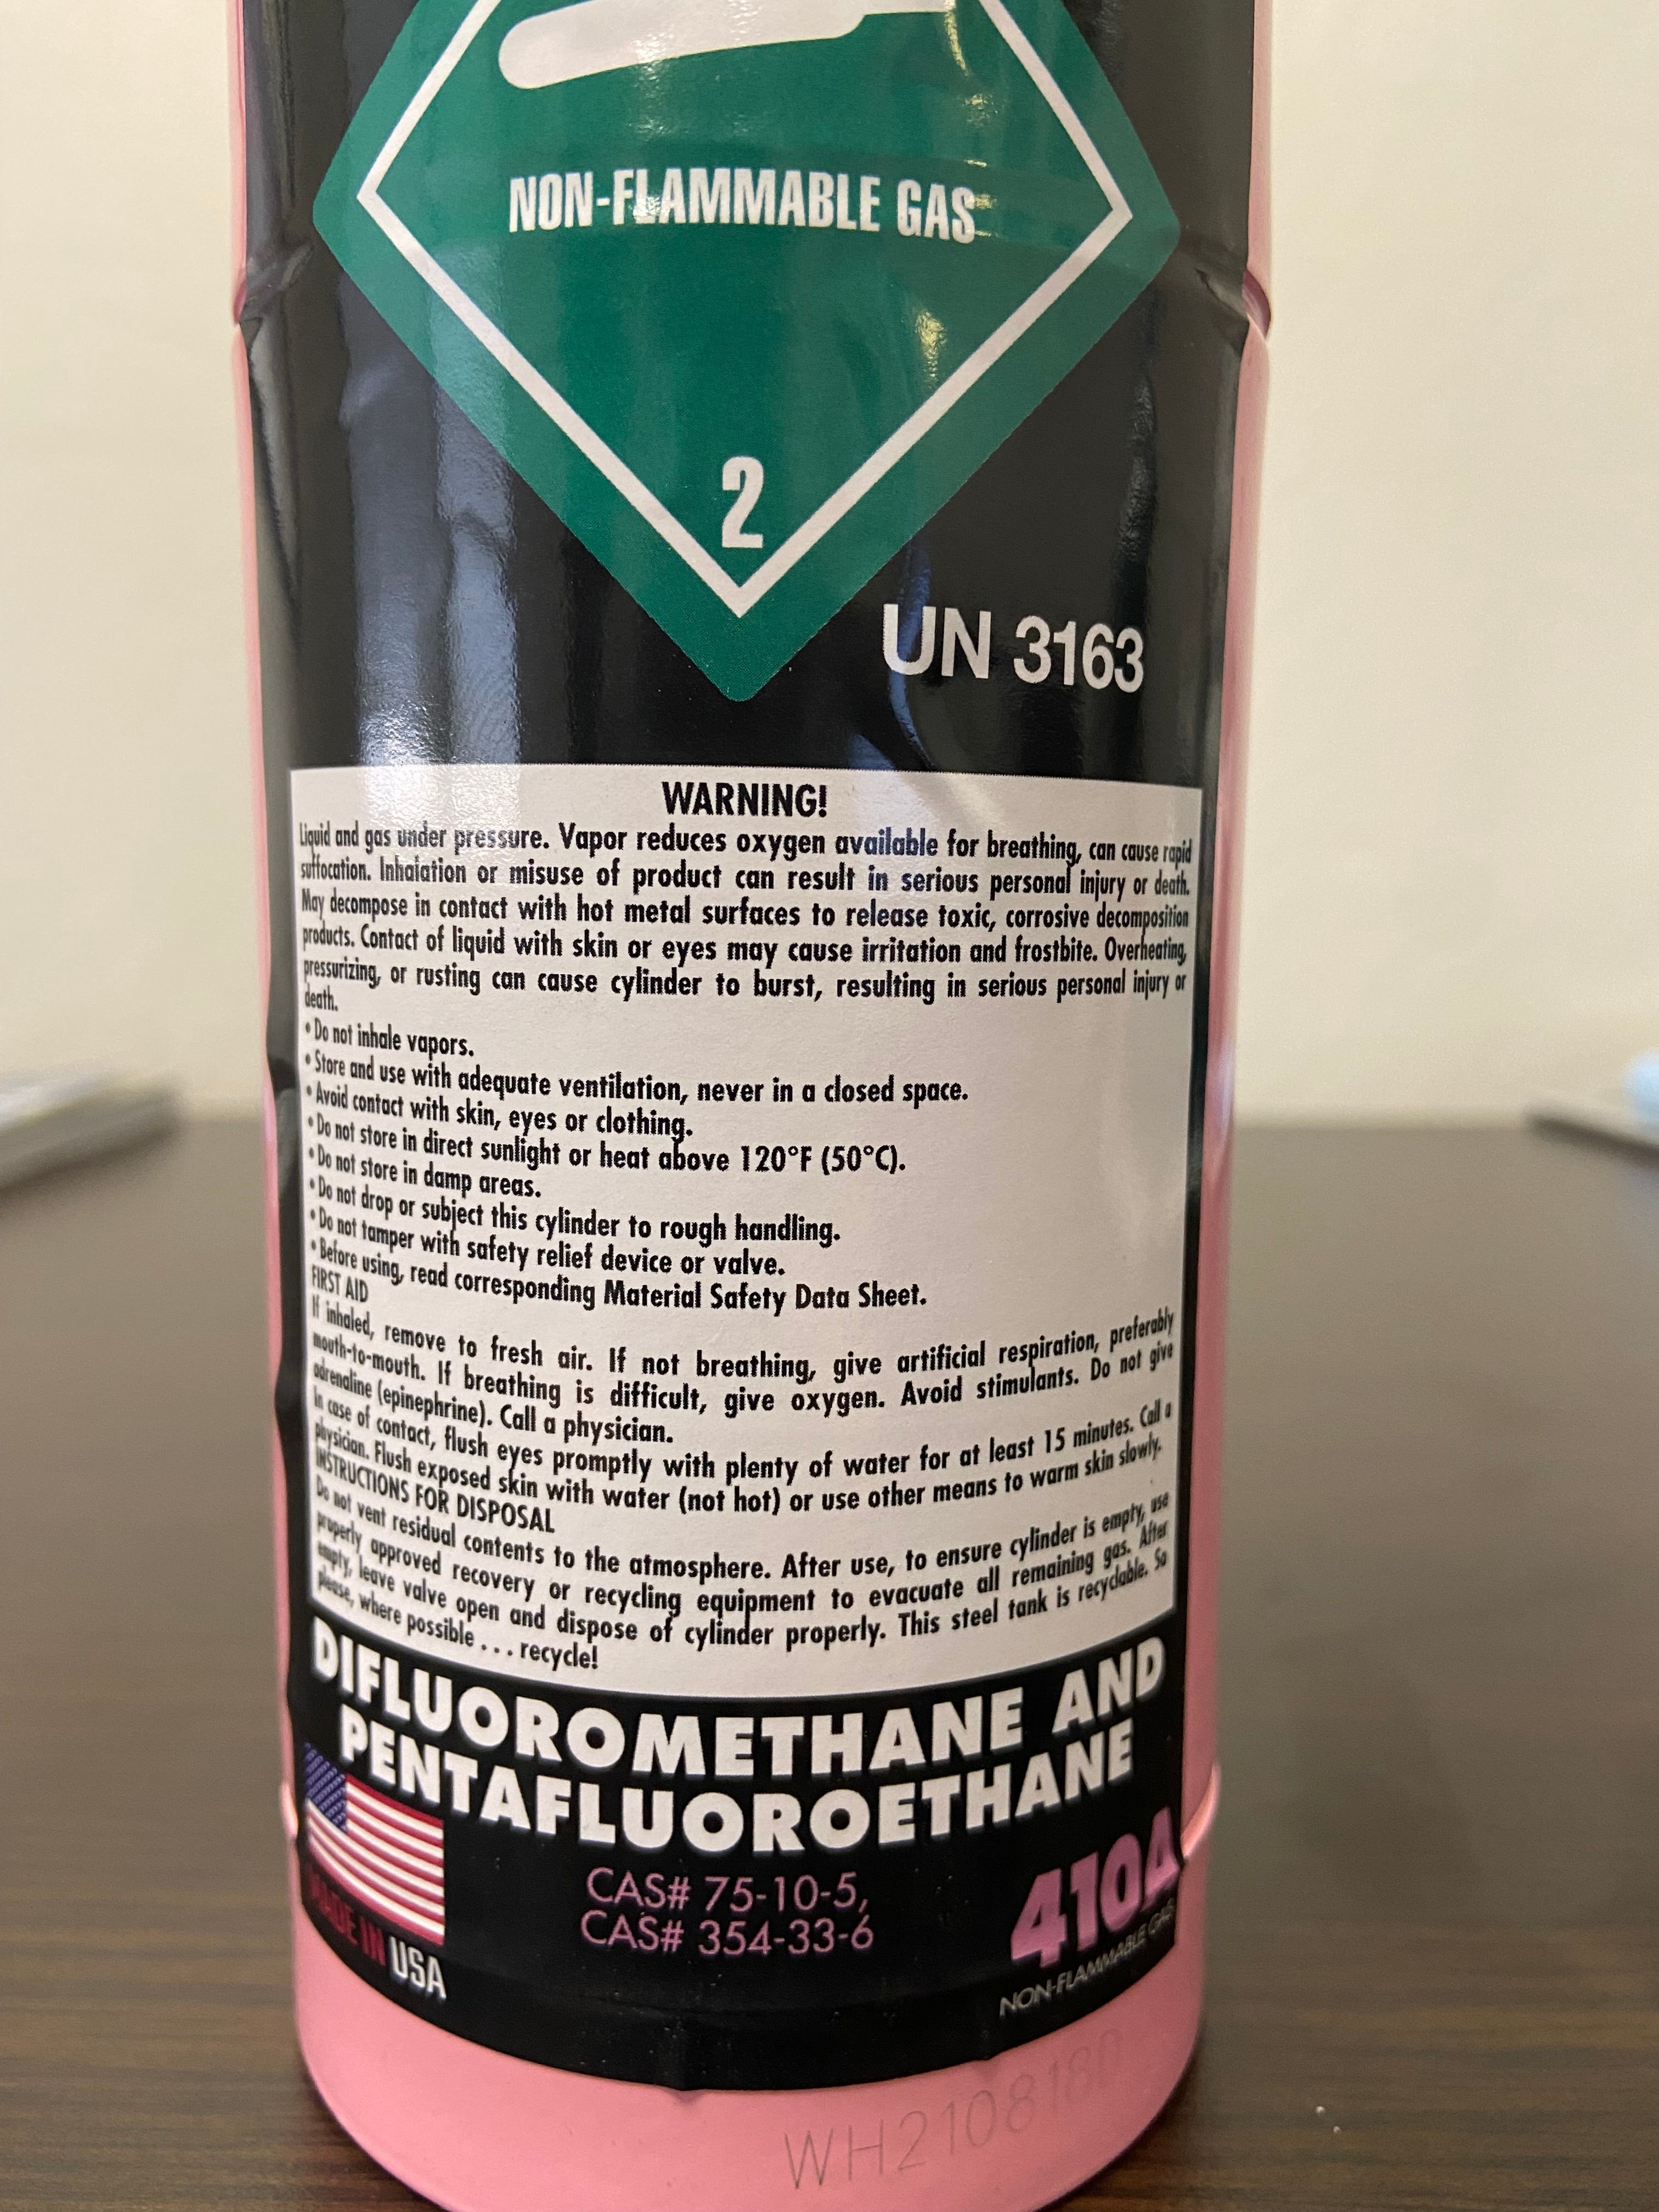 NON-FLAMMABLE GAS
2
UN 3163
WARNING!
Liquid and gas under pressure. Vapor reduces oxygen available for breathing, can cause rapid
suffocation. Inhalation or misuse of product can result in serious personal injury or death.
May decompose in contact with hot metal surfaces to release toxic, corrosive decomposition
products. Contact of liquid with skin or eyes may cause irritation and frostbite. Overheating,
pressurizing, or rusting can cause cylinder to burst, resulting in serious personal injury or
death.
• Do not inhale vapors.
• Store and use with adequate ventilation, never in a closed space.
• Avoid contact with skin, eyes or clothing.
• Do not store in direct sunlight or heat above 120°F (50°C).
• Do not store in damp areas.
• Do not drop or subject this cylinder to rough handling.
• Do not tamper with safety relief device or valve.
• Before using, read corresponding Material Safety Data Sheet.
FIRST AID
If inhaled, remove to fresh air. If not breathing, give artificial respiration, preferably
mouth-to-mouth. If breathing is difficult, give oxygen. Avoid stimulants. Do not give
adrenaline (epinephrine). Call a physician.
In case of contact, flush eyes promptly with plenty of water for at least 15 minutes. Call a
physician. Flush exposed skin with water (not hot) or use other means to warm skin slowly.
INSTRUCTIONS FOR DISPOSAL
Do not vent residual contents to the atmosphere. After use, to ensure cylinder is empty, use
properly approved recovery or recycling equipment to evacuate all remaining gas. After
empty, leave valve open and dispose of cylinder properly. This steel tank is recyclable. So
please, where possible . . . recycle!
DIFLUOROMETHANE AND
PENTAFLUOROETHANE
CAS# 75-10-5,
CAS# 354-33-6
MADE IN USA
410A
NON-FLAMMABLE GAS